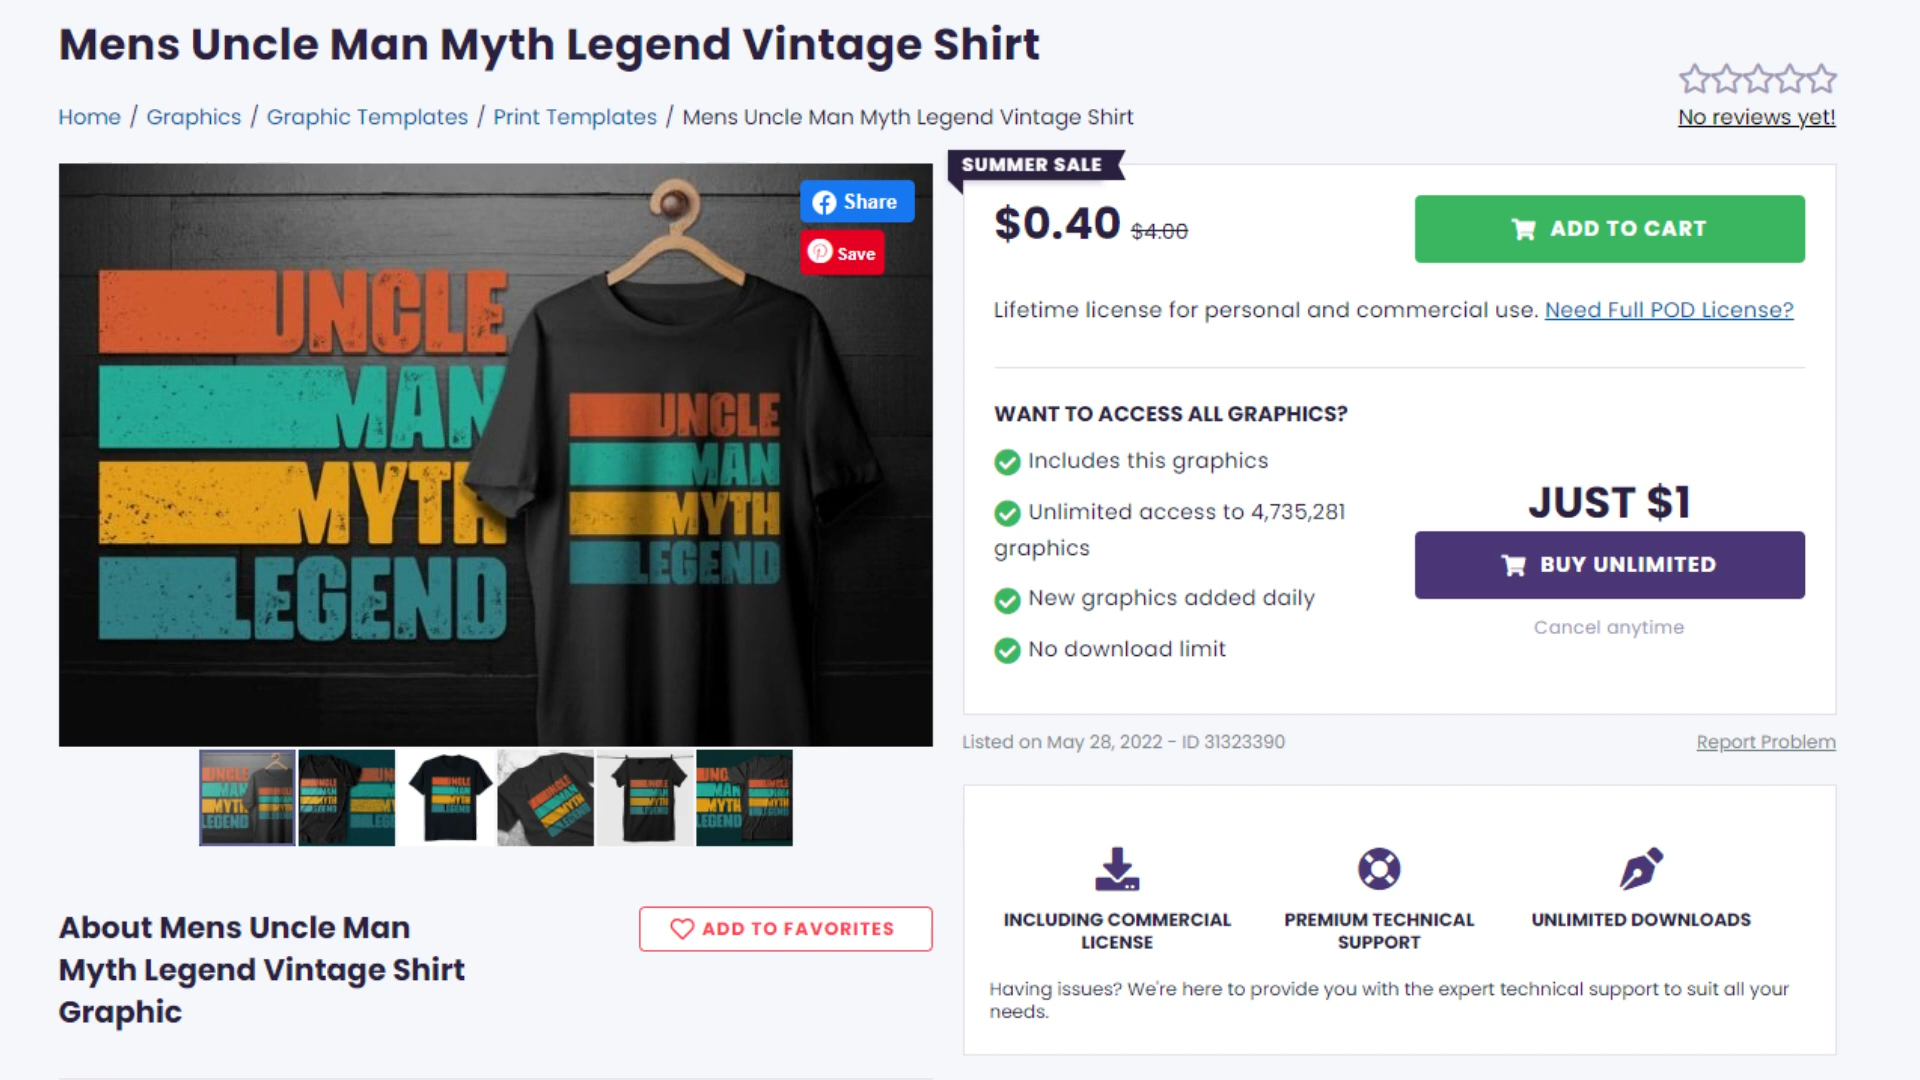 Mens Uncle Man Myth Legend Vintage Shirt
Home / Graphics / Graphic Templates / Print Templates / Mens Uncle Man Myth Legend Vintage Shirt
No reviews yet!
Share
Save
UNCLE
MAN
MYTH
LEGEND
UNCLE
MAN
MYTH
LEGEND
SUMMER SALE
$0.40 $4.00
ADD TO CART
Lifetime license for personal and commercial use. Need Full POD License?
WANT TO ACCESS ALL GRAPHICS?
Includes this graphics
Unlimited access to 4,735,281
graphics
New graphics added daily
No download limit
JUST $1
BUY UNLIMITED
Cancel anytime
Listed on May 28, 2022 - ID 31323390
Report Problem
UNCLE
MAN
MYTH
LEGEND
About Mens Uncle Man
Myth Legend Vintage Shirt
Graphic
ADD TO FAVORITES
INCLUDING COMMERCIAL
LICENSE
PREMIUM TECHNICAL
SUPPORT
UNLIMITED DOWNLOADS
Having issues? We're here to provide you with the expert technical support to suit all your
needs.